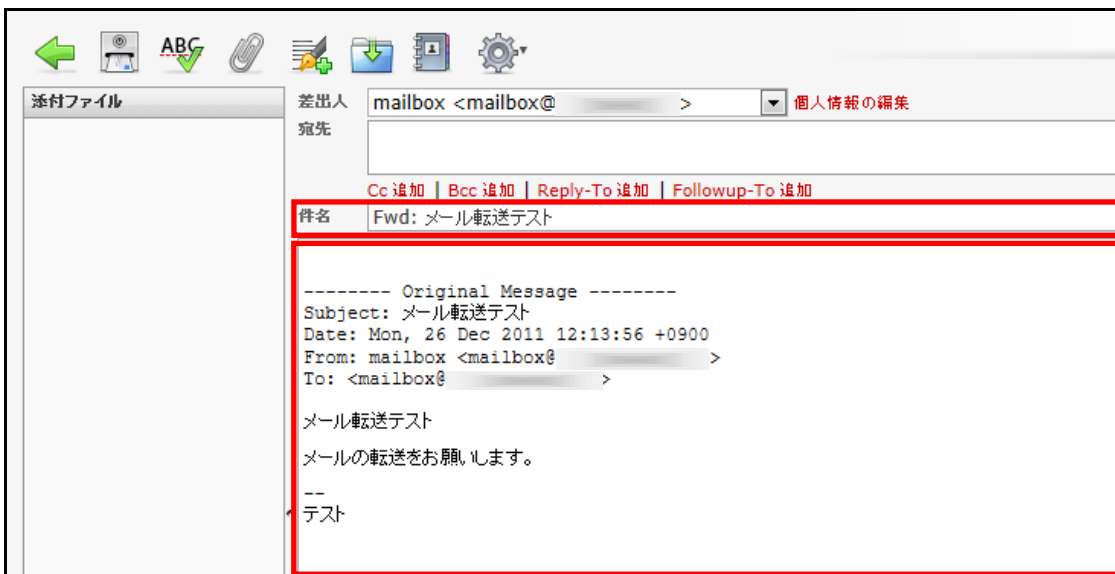 ABC
添付ファイル
差出人 mailbox <mailbox@ > 個人情報の編集
宛先
Cc 追加 | Bcc 追加 | Reply-To 追加 | Followup-To 追加
件名 Fwd: メール転送テスト
-------- Original Message --------
Subject: メール転送テスト
Date: Mon, 26 Dec 2011 12:13:56 +0900
From: mailbox <mailbox@ >
To: <mailbox@ >
メール転送テスト
メールの転送をお願いします。
--
テスト